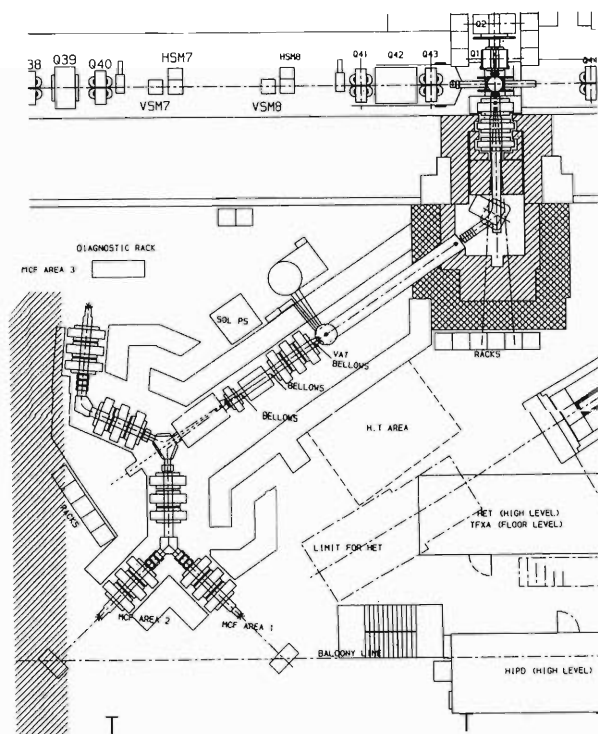 Q2
38
Q39
Q40
HSM7
HSM8
Q41
Q42
Q43
Q1
Q44
VSM7
VSM8
DIAGNOSTIC RACK
MCF AREA 3
SOL PS
VAT
BELLOWS
BELLOWS
BELLOWS
RACKS
H.T AREA
RACKS
HET (HIGH LEVEL)
TFXA (FLOOR LEVEL)
LIMIT FOR HET
MCF AREA 2
MCF AREA 1
BALCONY LINE
HIPD (HIGH LEVEL)